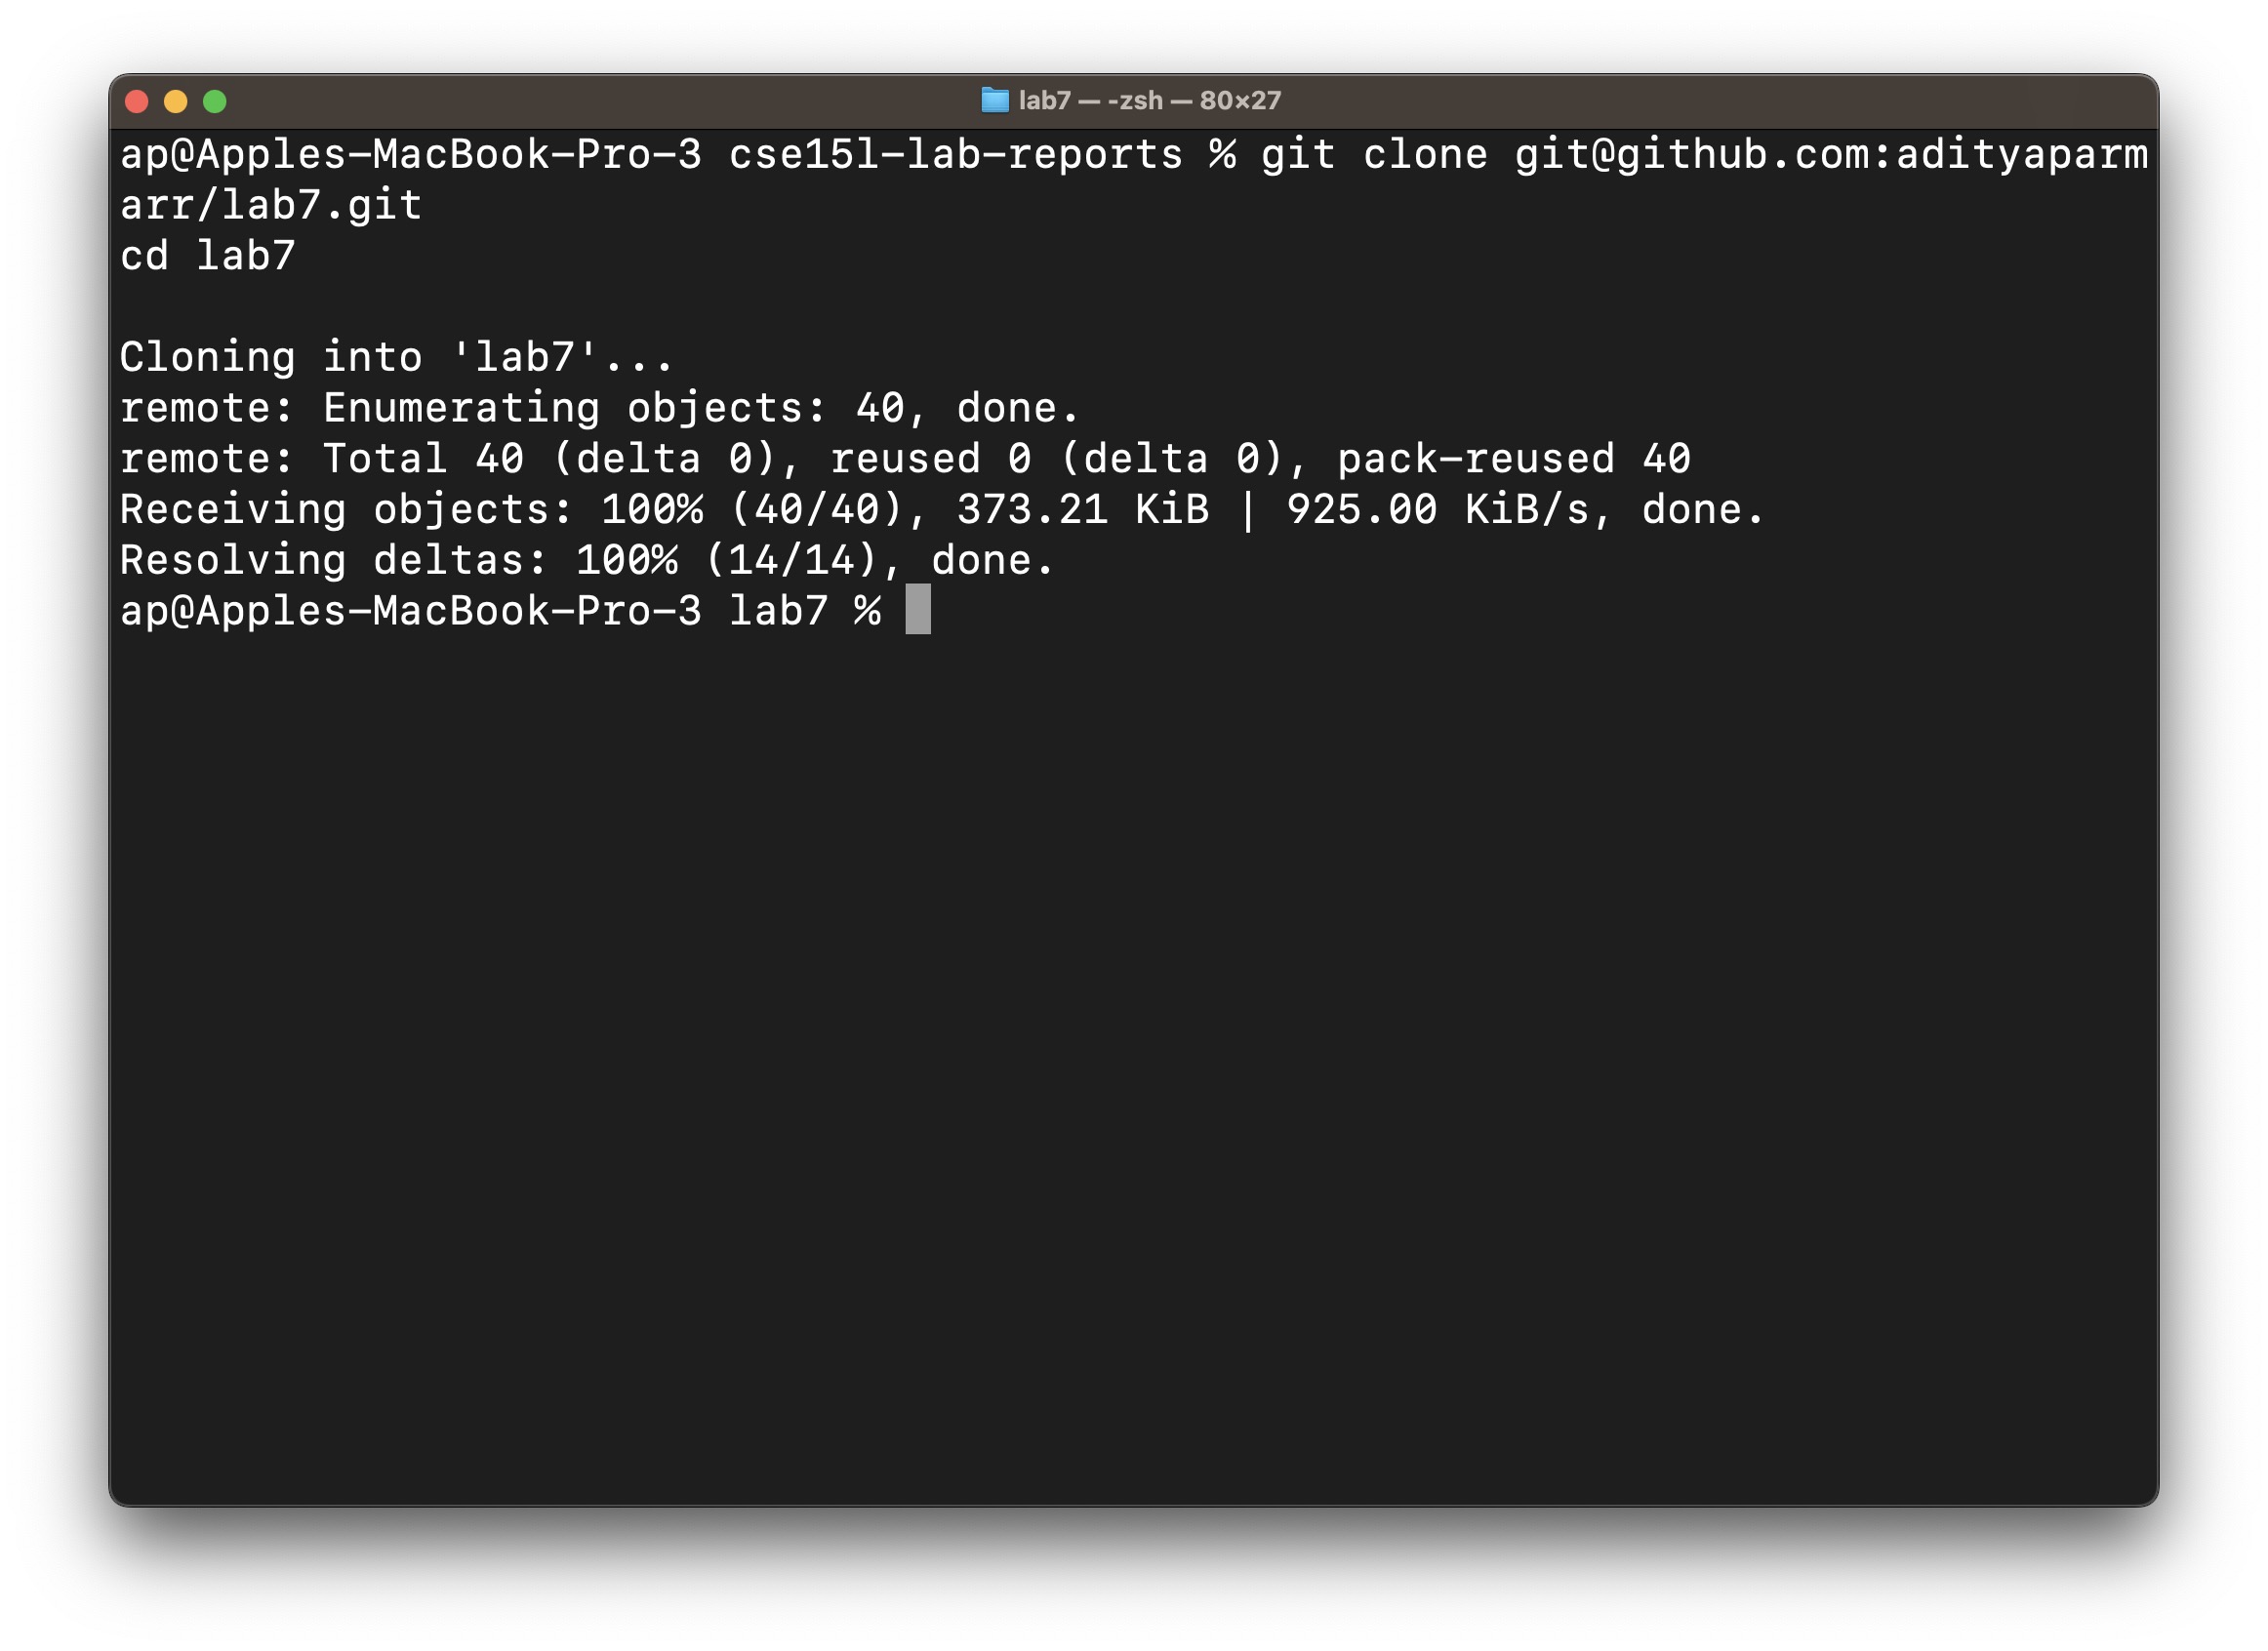 lab7 — -zsh — 80×27
ap@Apples-MacBook-Pro-3 cse15l-lab-reports % git clone git@github.com:adityaparm
arr/lab7.git
cd lab7
Cloning into 'lab7'...
remote: Enumerating objects: 40, done.
remote: Total 40 (delta 0), reused 0 (delta 0), pack-reused 40
Receiving objects: 100% (40/40), 373.21 KiB | 925.00 KiB/s, done.
Resolving deltas: 100% (14/14), done.
ap@Apples-MacBook-Pro-3 lab7 %